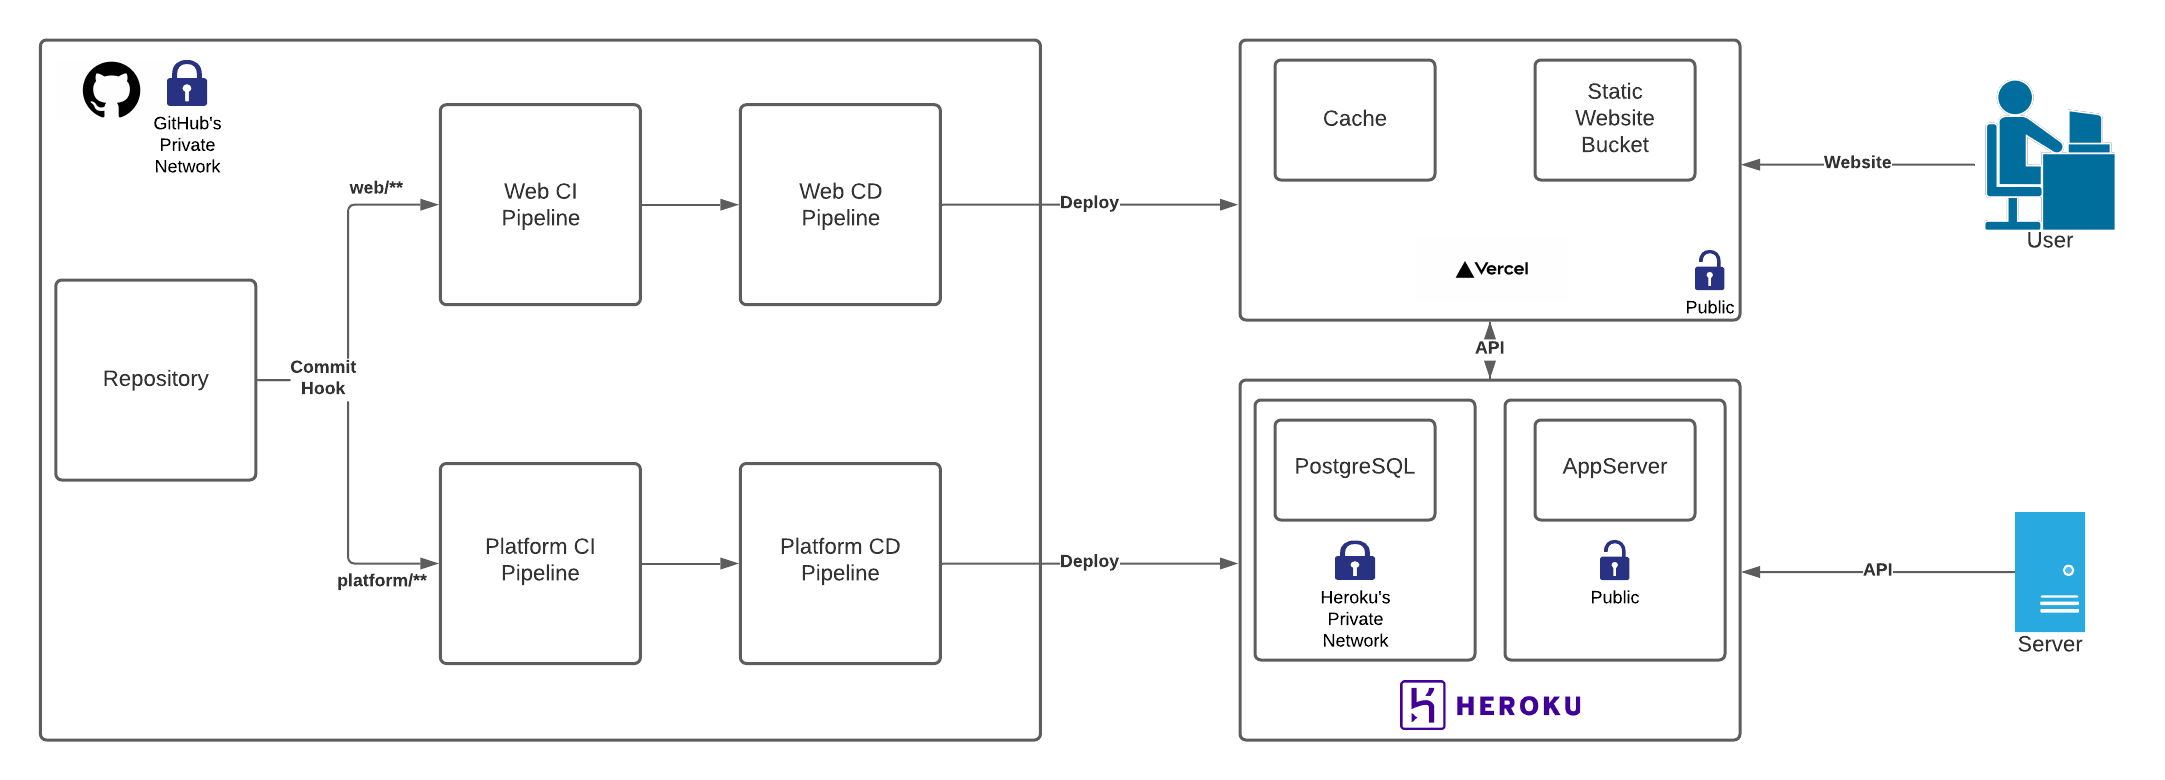 GitHub's
Private
Network
web/**
Web CI
Pipeline
Web CD
Pipeline
Deploy
Repository
Commit
Hook
platform/**
Platform CI
Pipeline
Platform CD
Pipeline
Deploy
Cache
Static
Website
Bucket
Vercel
Public
Website
User
API
PostgreSQL
Heroku's
Private
Network
AppServer
Public
HEROKU
API
Server